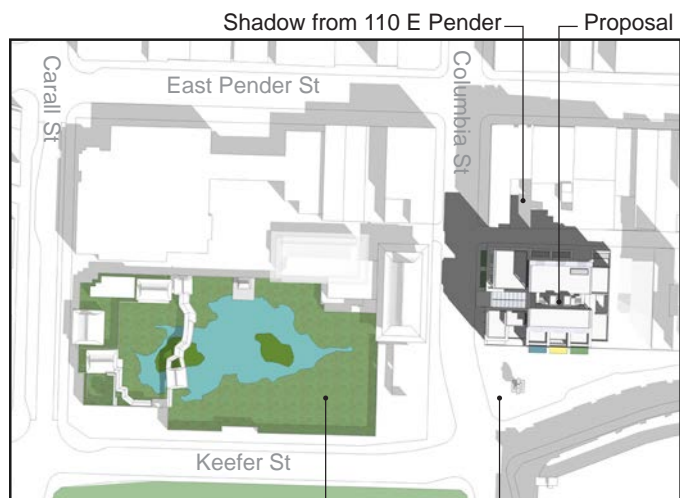 Shadow from 110 E Pender
Proposal
East Pender St
Carall St
Columbia St
Keefer St